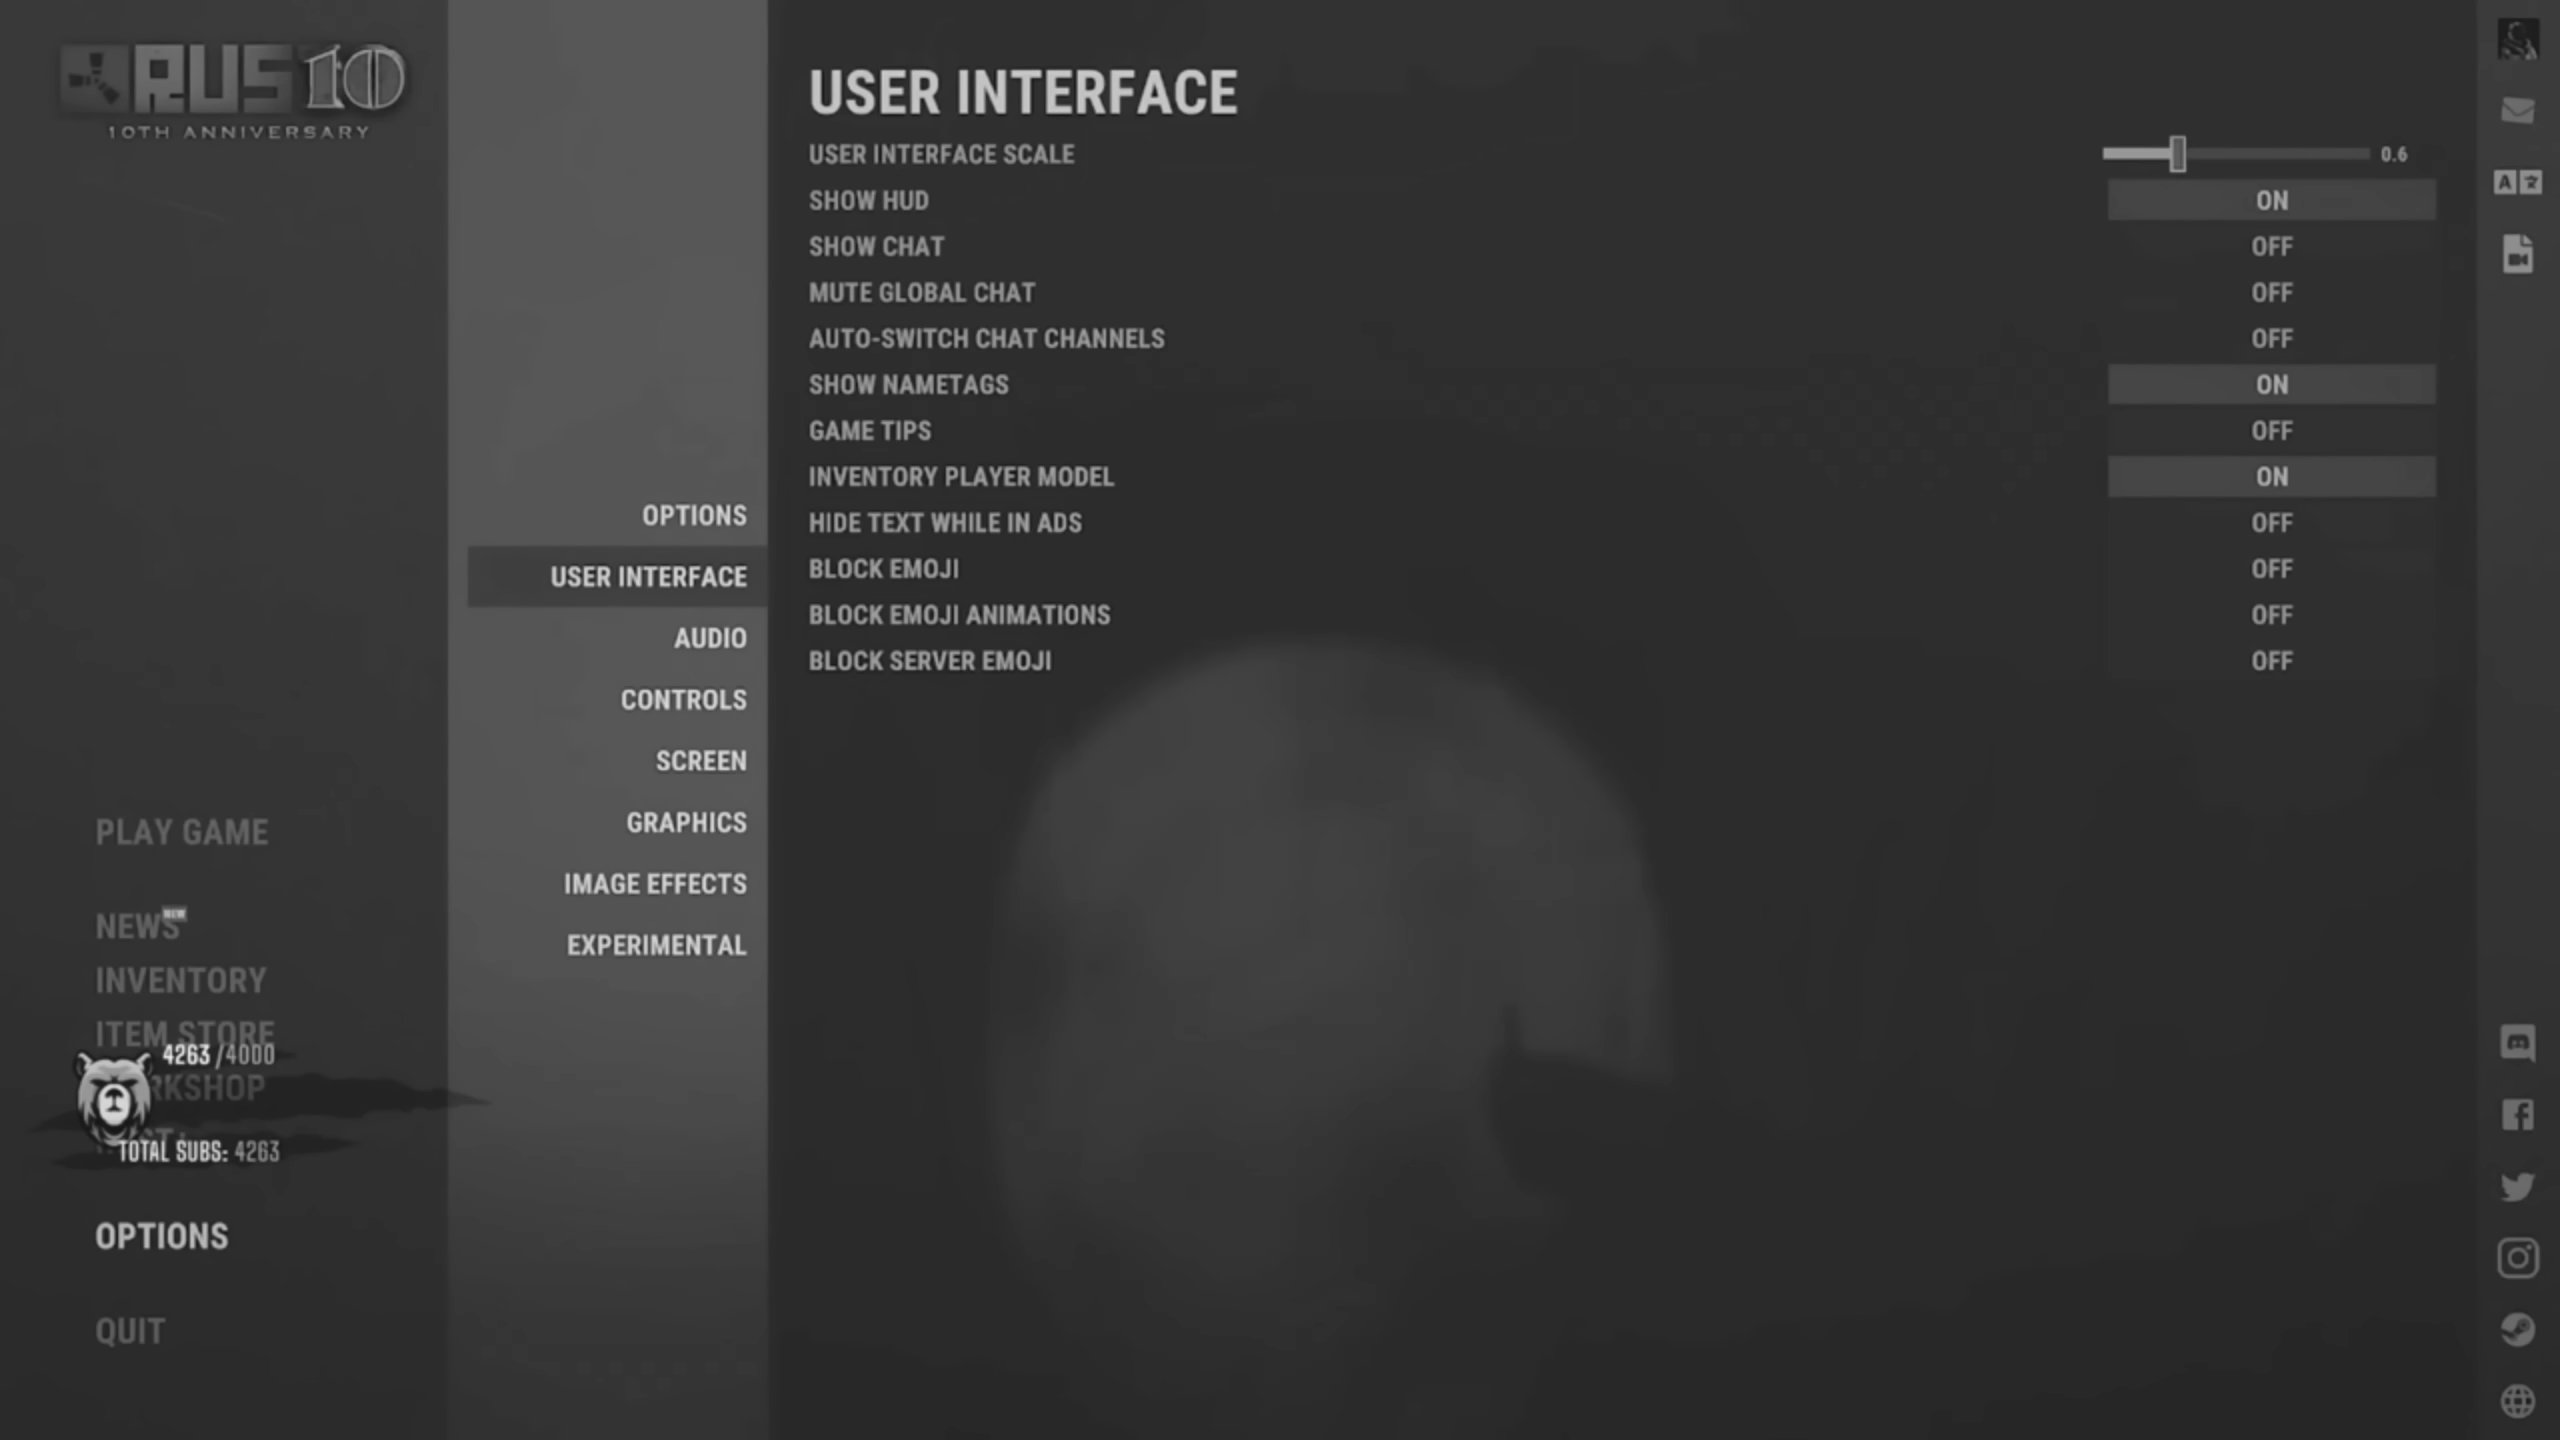 RUS 10
10TH ANNIVERSARY
USER INTERFACE
USER INTERFACE SCALE
0.6
SHOW HUD
ON
SHOW CHAT
OFF
MUTE GLOBAL CHAT
OFF
AUTO-SWITCH CHAT CHANNELS
OFF
SHOW NAMETAGS
ON
GAME TIPS
OFF
INVENTORY PLAYER MODEL
ON
HIDE TEXT WHILE IN ADS
OFF
BLOCK EMOJI
OFF
BLOCK EMOJI ANIMATIONS
OFF
BLOCK SERVER EMOJI
OFF
OPTIONS
USER INTERFACE
AUDIO
CONTROLS
SCREEN
GRAPHICS
IMAGE EFFECTS
EXPERIMENTAL
PLAY GAME
NEWS NEW
INVENTORY
ITEM STORE
4263 /4000
RKSHOP
TOTAL SUBS: 4263
OPTIONS
QUIT